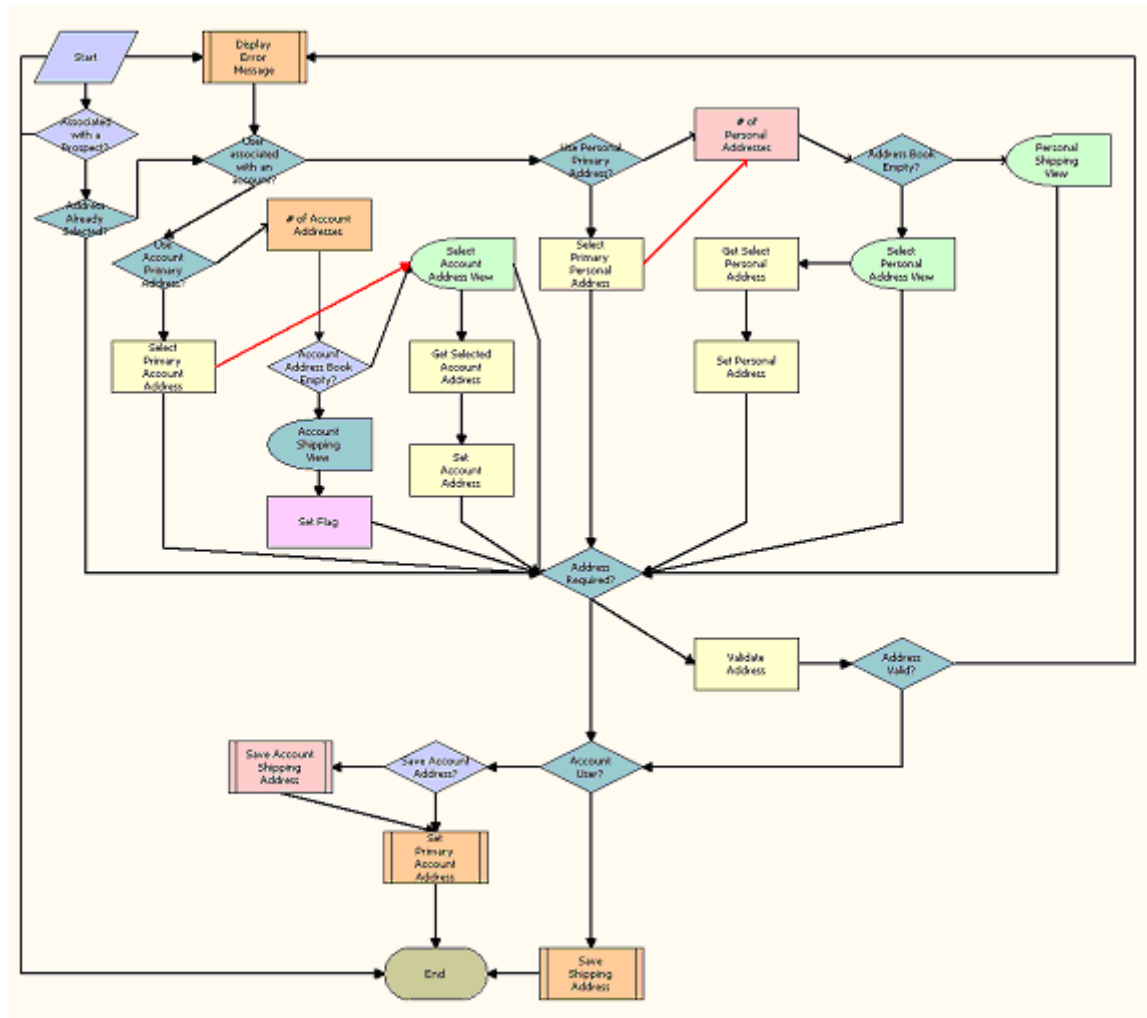 Start
Display
Error
Message
Associated
with a
Prospect?
User
associated
with an
account?
Use Personal
Primary
Address?
# of
Personal
Addresses
Address Book
Empty?
Personal
Shipping
View
Address
Already
Selected?
Use
Account
Primary
Address?
# of Account
Addresses
Select
Account
Address View
Select
Primary
Personal
Address
Get Select
Personal
Address
Select
Personal
Address View
Select
Primary
Account
Address
Account
Address Book
Empty?
Get Selected
Account
Address
Set Personal
Address
Account
Shipping
View
Set
Account
Address
Set Flag
Address
Required?
Validate
Address
Address
Valid?
Save Account
Shipping
Address
Save Account
Address?
Account
User?
Set
Primary
Account
Address
End
Save
Shipping
Address